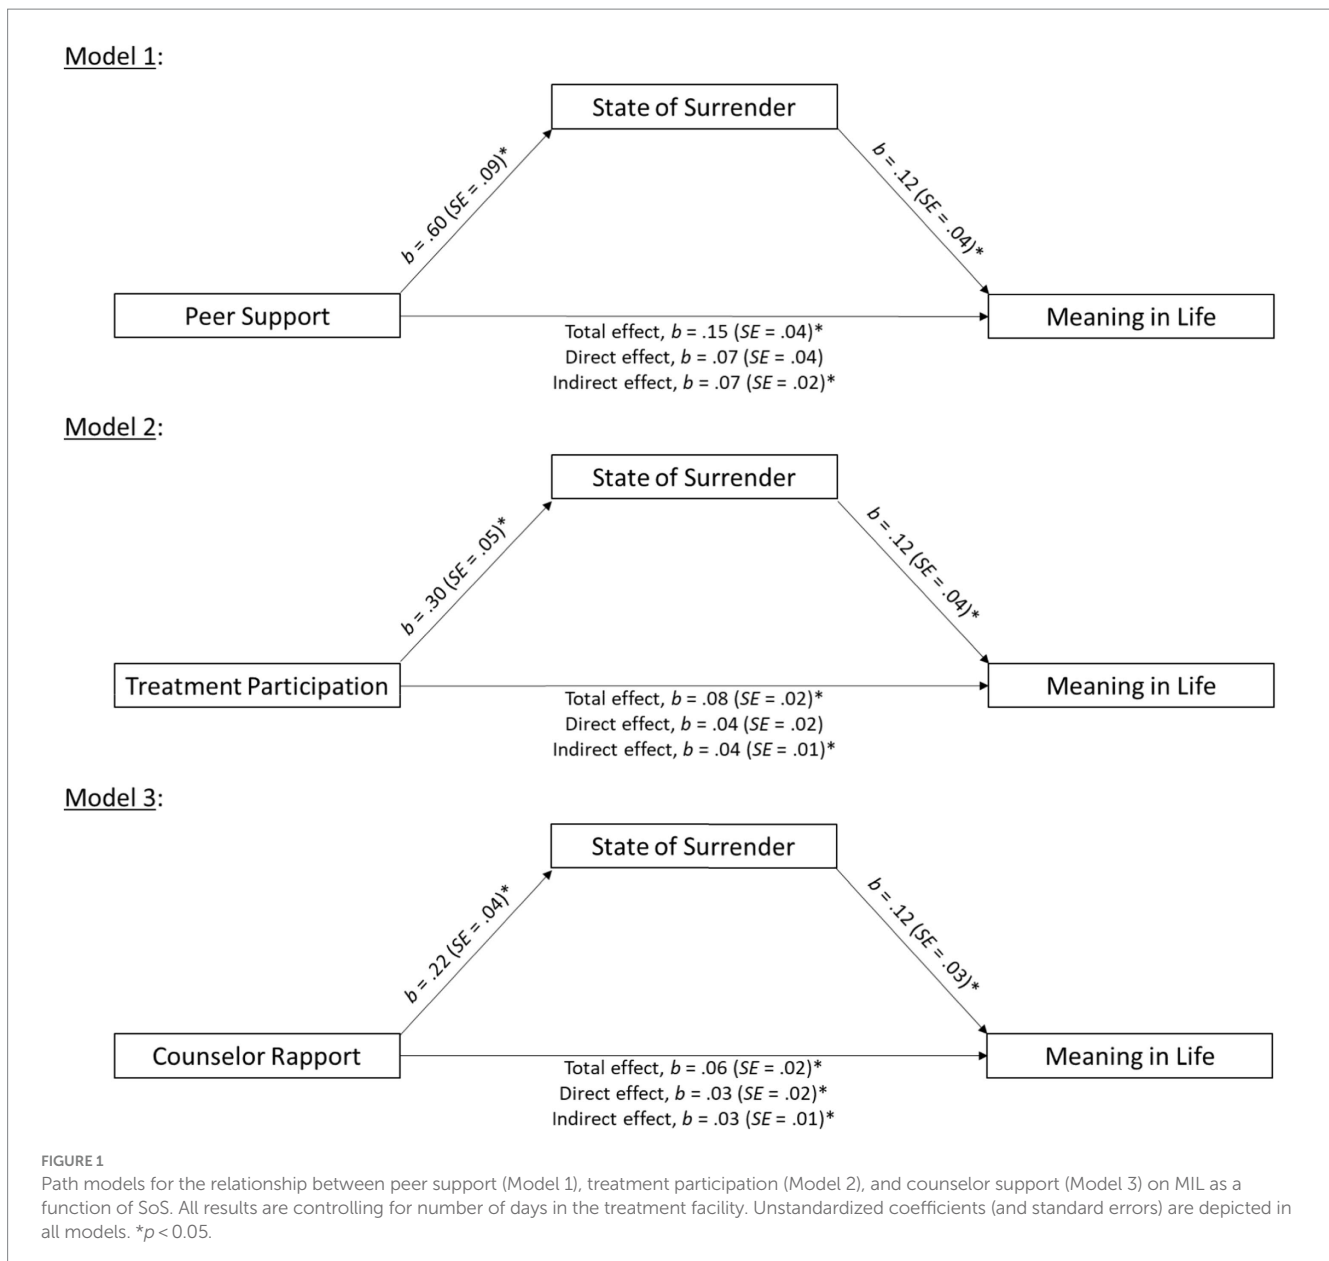 Model 1:
State of Surrender
b = .60 (SE = .09)*
b = .12 (SE = .04)*
Peer Support
Meaning in Life
Total effect, b = .15 (SE = .04)*
Direct effect, b = .07 (SE = .04)
Indirect effect, b = .07 (SE = .02)*
Model 2:
State of Surrender
b = .30 (SE = .05)*
b = .12 (SE = .04)*
Treatment Participation
Meaning in Life
Total effect, b = .08 (SE = .02)*
Direct effect, b = .04 (SE = .02)
Indirect effect, b = .04 (SE = .01)*
Model 3:
State of Surrender
b = .22 (SE = .04)*
b = .12 (SE = .03)*
Counselor Rapport
Meaning in Life
Total effect, b = .06 (SE = .02)*
Direct effect, b = .03 (SE = .02)*
Indirect effect, b = .03 (SE = .01)*
FIGURE 1
Path models for the relationship between peer support (Model 1), treatment participation (Model 2), and counselor support (Model 3) on MIL as a
function of SoS. All results are controlling for number of days in the treatment facility. Unstandardized coefficients (and standard errors) are depicted in
all models. *p < 0.05.